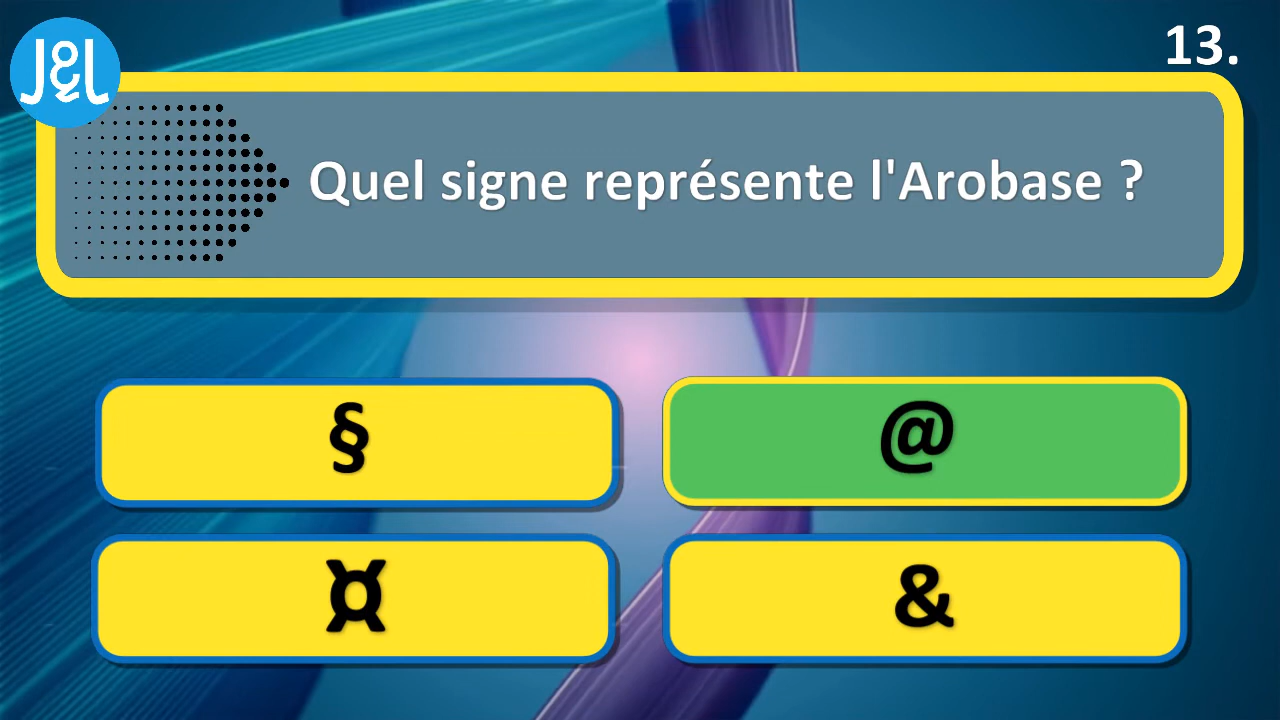 J&L
13.
Quel signe représente l'Arobase ?
§
@
¤
&